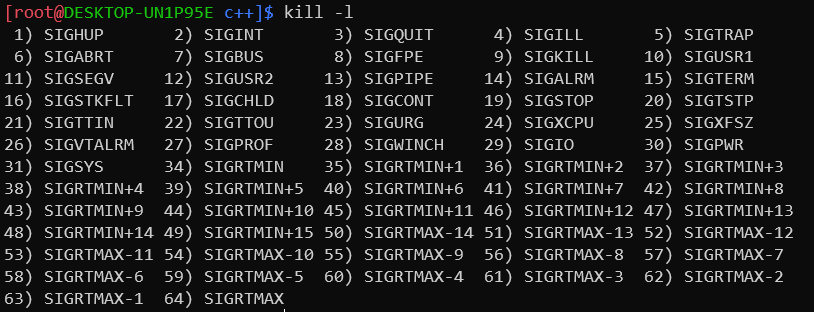 [root@DESKTOP-UN1P95E c++]$ kill -l
 1) SIGHUP       2) SIGINT       3) SIGQUIT      4) SIGILL       5) SIGTRAP
 6) SIGABRT      7) SIGBUS       8) SIGFPE       9) SIGKILL     10) SIGUSR1
11) SIGSEGV     12) SIGUSR2     13) SIGPIPE     14) SIGALRM     15) SIGTERM
16) SIGSTKFLT   17) SIGCHLD     18) SIGCONT     19) SIGSTOP     20) SIGTSTP
21) SIGTTIN     22) SIGTTOU     23) SIGURG      24) SIGXCPU     25) SIGXFSZ
26) SIGVTALRM   27) SIGPROF     28) SIGWINCH    29) SIGIO       30) SIGPWR
31) SIGSYS      34) SIGRTMIN    35) SIGRTMIN+1  36) SIGRTMIN+2  37) SIGRTMIN+3
38) SIGRTMIN+4  39) SIGRTMIN+5  40) SIGRTMIN+6  41) SIGRTMIN+7  42) SIGRTMIN+8
43) SIGRTMIN+9  44) SIGRTMIN+10 45) SIGRTMIN+11 46) SIGRTMIN+12 47) SIGRTMIN+13
48) SIGRTMIN+14 49) SIGRTMIN+15 50) SIGRTMAX-14 51) SIGRTMAX-13 52) SIGRTMAX-12
53) SIGRTMAX-11 54) SIGRTMAX-10 55) SIGRTMAX-9  56) SIGRTMAX-8  57) SIGRTMAX-7
58) SIGRTMAX-6  59) SIGRTMAX-5  60) SIGRTMAX-4  61) SIGRTMAX-3  62) SIGRTMAX-2
63) SIGRTMAX-1  64) SIGRTMAX